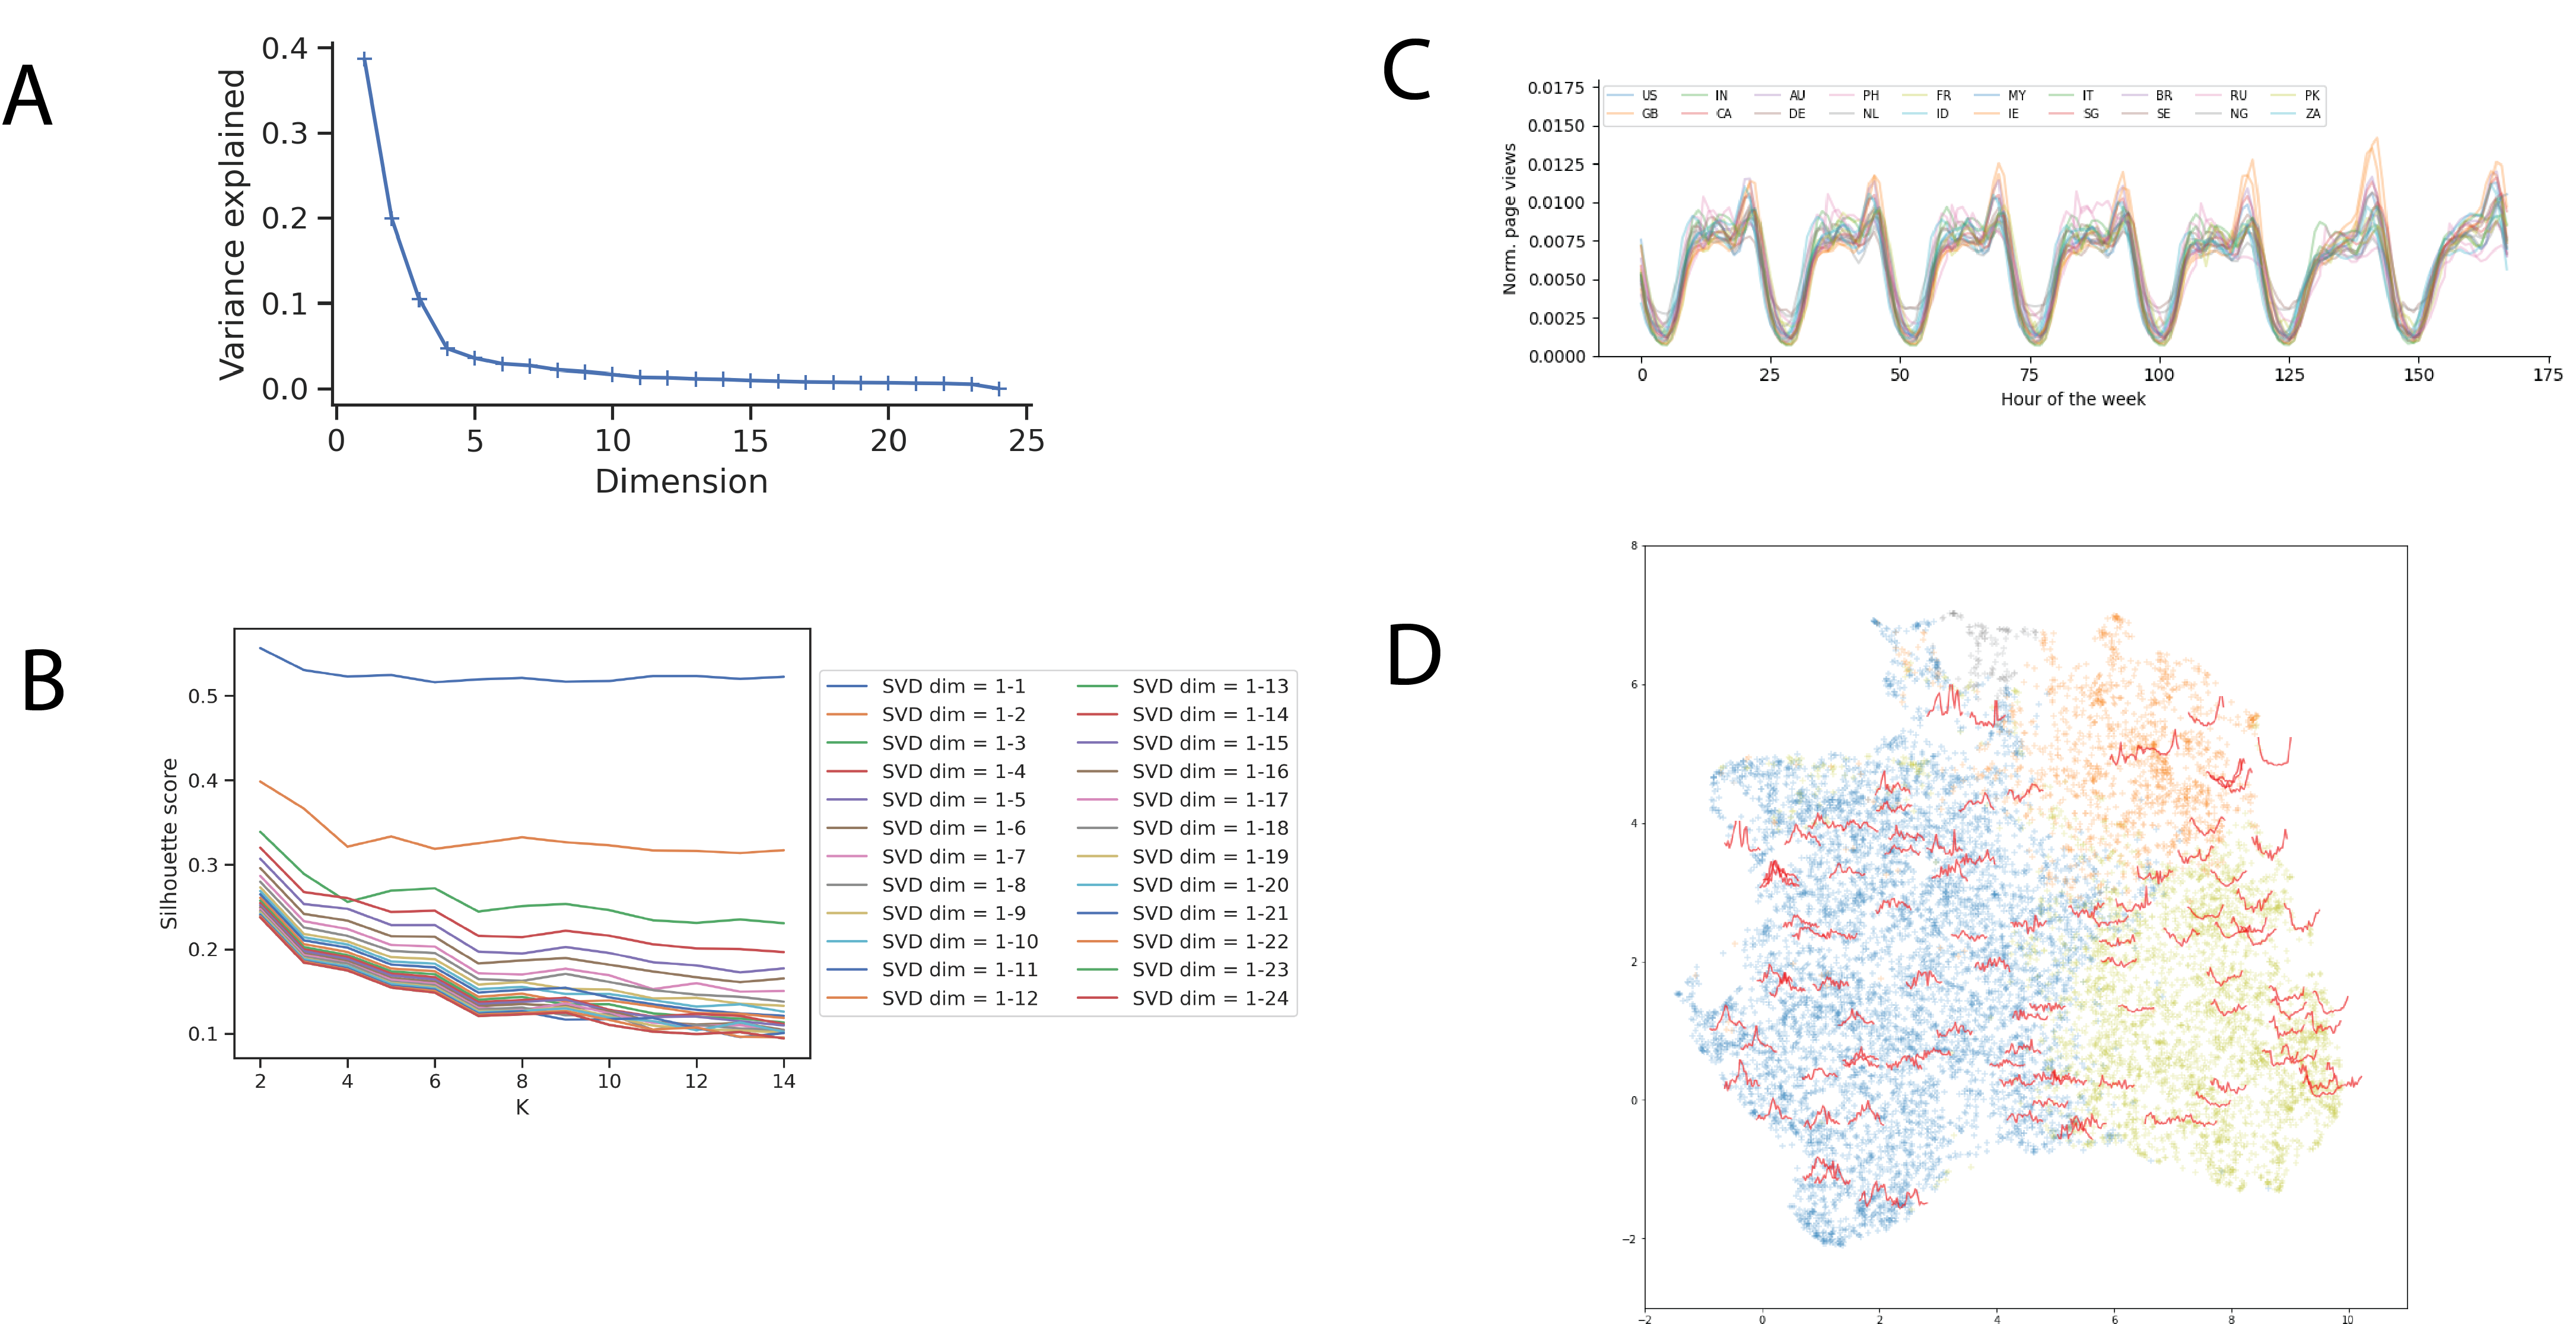 A
0.4
0.3
0.2
0.1
0.0
Variance explained
0 5 10 15 20 25
Dimension
B
0.5
0.4
0.3
0.2
0.1
Silhouette score
2 4 6 8 10 12 14
K
SVD dim = 1-1 SVD dim = 1-13
SVD dim = 1-2 SVD dim = 1-14
SVD dim = 1-3 SVD dim = 1-15
SVD dim = 1-4 SVD dim = 1-16
SVD dim = 1-5 SVD dim = 1-17
SVD dim = 1-6 SVD dim = 1-18
SVD dim = 1-7 SVD dim = 1-19
SVD dim = 1-8 SVD dim = 1-20
SVD dim = 1-9 SVD dim = 1-21
SVD dim = 1-10 SVD dim = 1-22
SVD dim = 1-11 SVD dim = 1-23
SVD dim = 1-12 SVD dim = 1-24
C
0.0175
0.0150
0.0125
0.0100
0.0075
0.0050
0.0025
0.0000
Norm. page views
US IN AU PH FR MY IT BR RU PK
GB CA DE NL ID IE SG SE NG ZA
0 25 50 75 100 125 150 175
Hour of the week
D
8
6
4
2
0
−2
−2 0 2 4 6 8 10